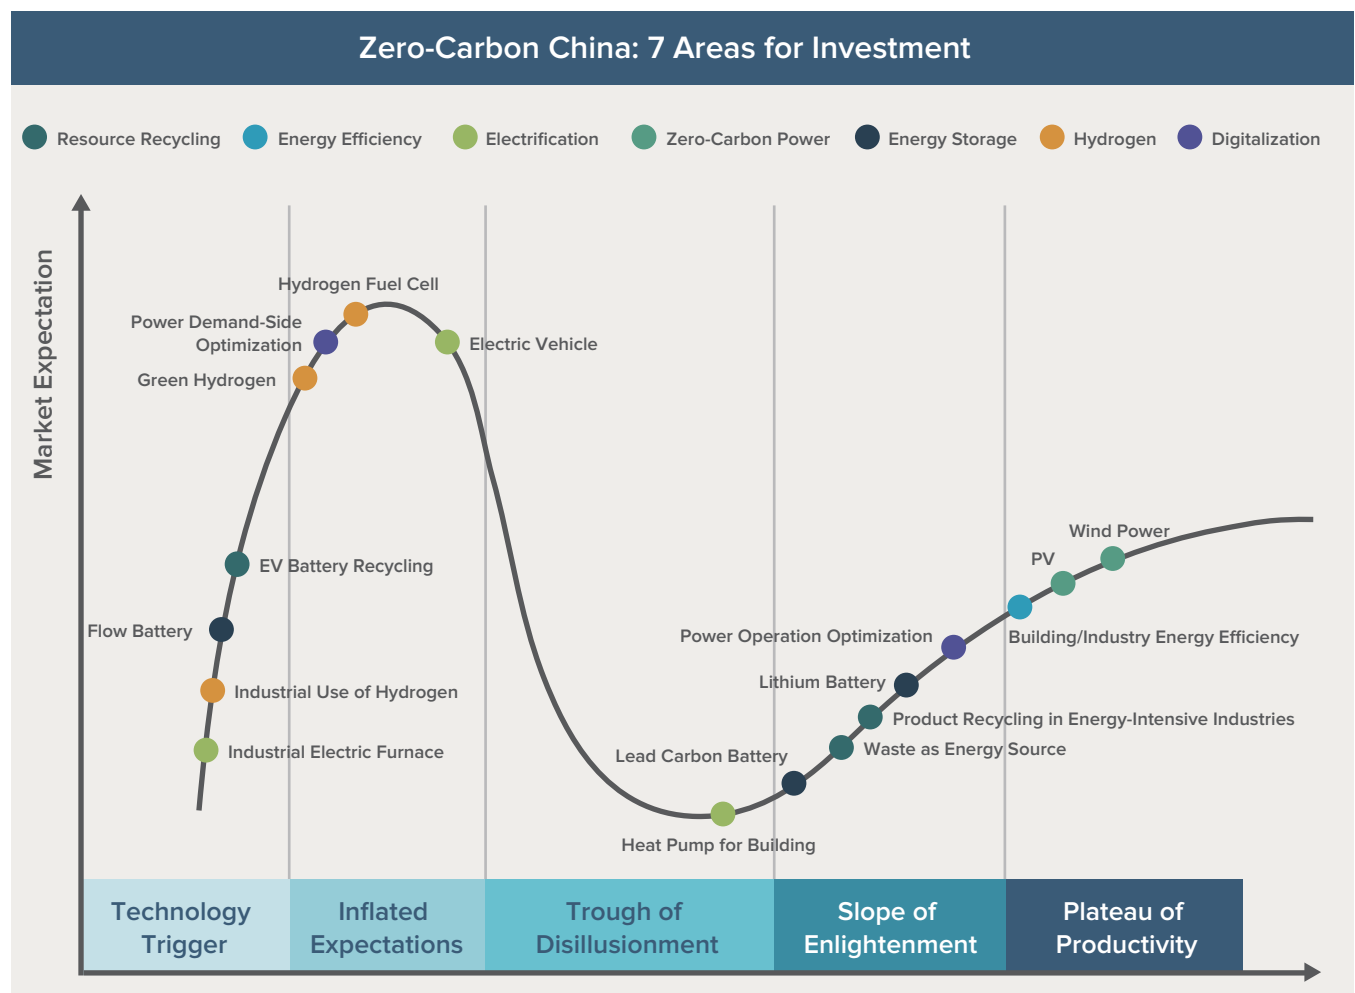 Zero-Carbon China: 7 Areas for Investment
Resource Recycling
Energy Efficiency
Electrification
Zero-Carbon Power
Energy Storage
Hydrogen
Digitalization
Market Expectation
Hydrogen Fuel Cell
Power Demand-Side
Optimization
Electric Vehicle
Green Hydrogen
Wind Power
PV
EV Battery Recycling
Flow Battery
Power Operation Optimization
Building/Industry Energy Efficiency
Lithium Battery
Industrial Use of Hydrogen
Product Recycling in Energy-Intensive Industries
Waste as Energy Source
Industrial Electric Furnace
Lead Carbon Battery
Heat Pump for Building
Technology
Trigger
Inflated
Expectations
Trough of
Disillusionment
Slope of
Enlightenment
Plateau of
Productivity